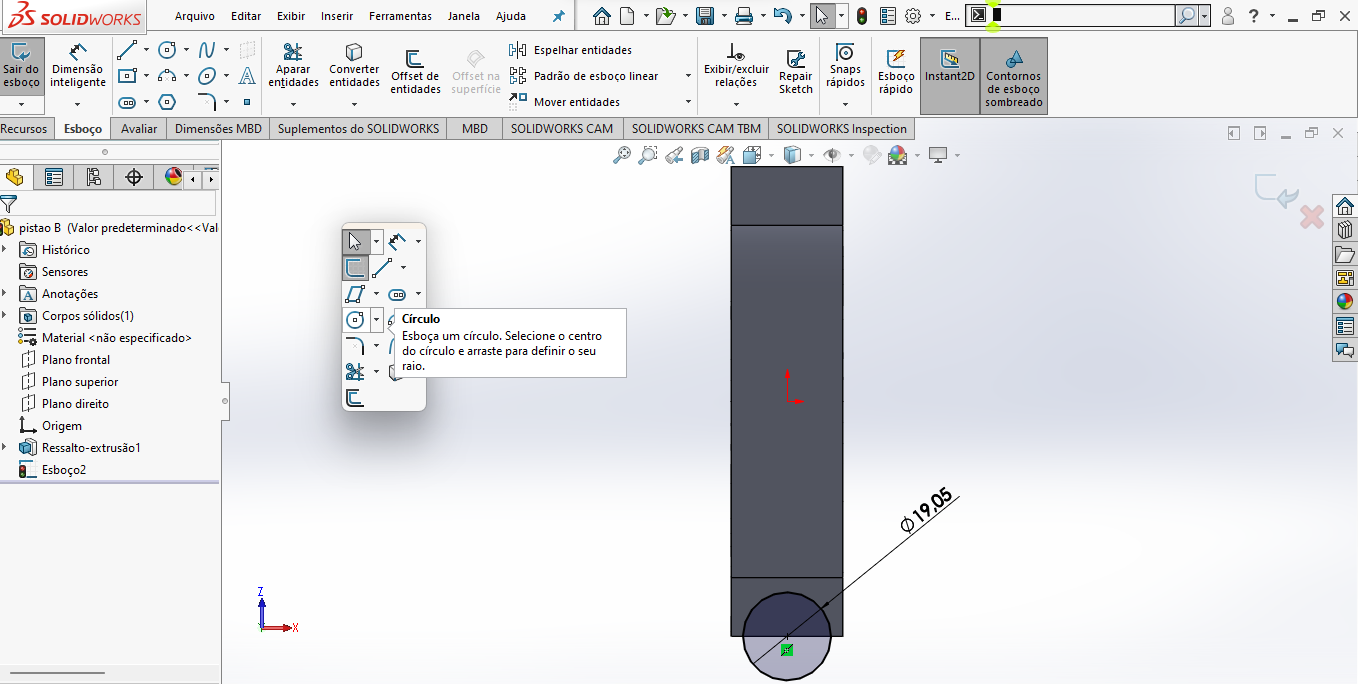 SOLIDWORKS
Arquivo Editar Exibir Inserir Ferramentas Janela Ajuda
E...
?
Sair do
esboço
Dimensão
inteligente
Aparar
entidades
Converter
entidades
Offset de
entidades
Offset na
superfície
Espelhar entidades
Padrão de esboço linear
Mover entidades
Exibir/excluir
relações
Repair
Sketch
Snaps
rápidos
Esboço
rápido
Instant2D
Contornos
de esboço
sombreado
Recursos Esboço Avaliar Dimensões MBD Suplementos do SOLIDWORKS MBD SOLIDWORKS CAM SOLIDWORKS CAM TBM SOLIDWORKS Inspection
pistao B (Valor predeterminado<<Val
Histórico
Sensores
Anotações
Corpos sólidos(1)
Material <não especificado>
Plano frontal
Plano superior
Plano direito
Origem
Ressalto-extrusão1
Esboço2
Círculo
Esboça um círculo. Selecione o centro
do círculo e arraste para definir o seu
raio.
Ø19,05
Z
X